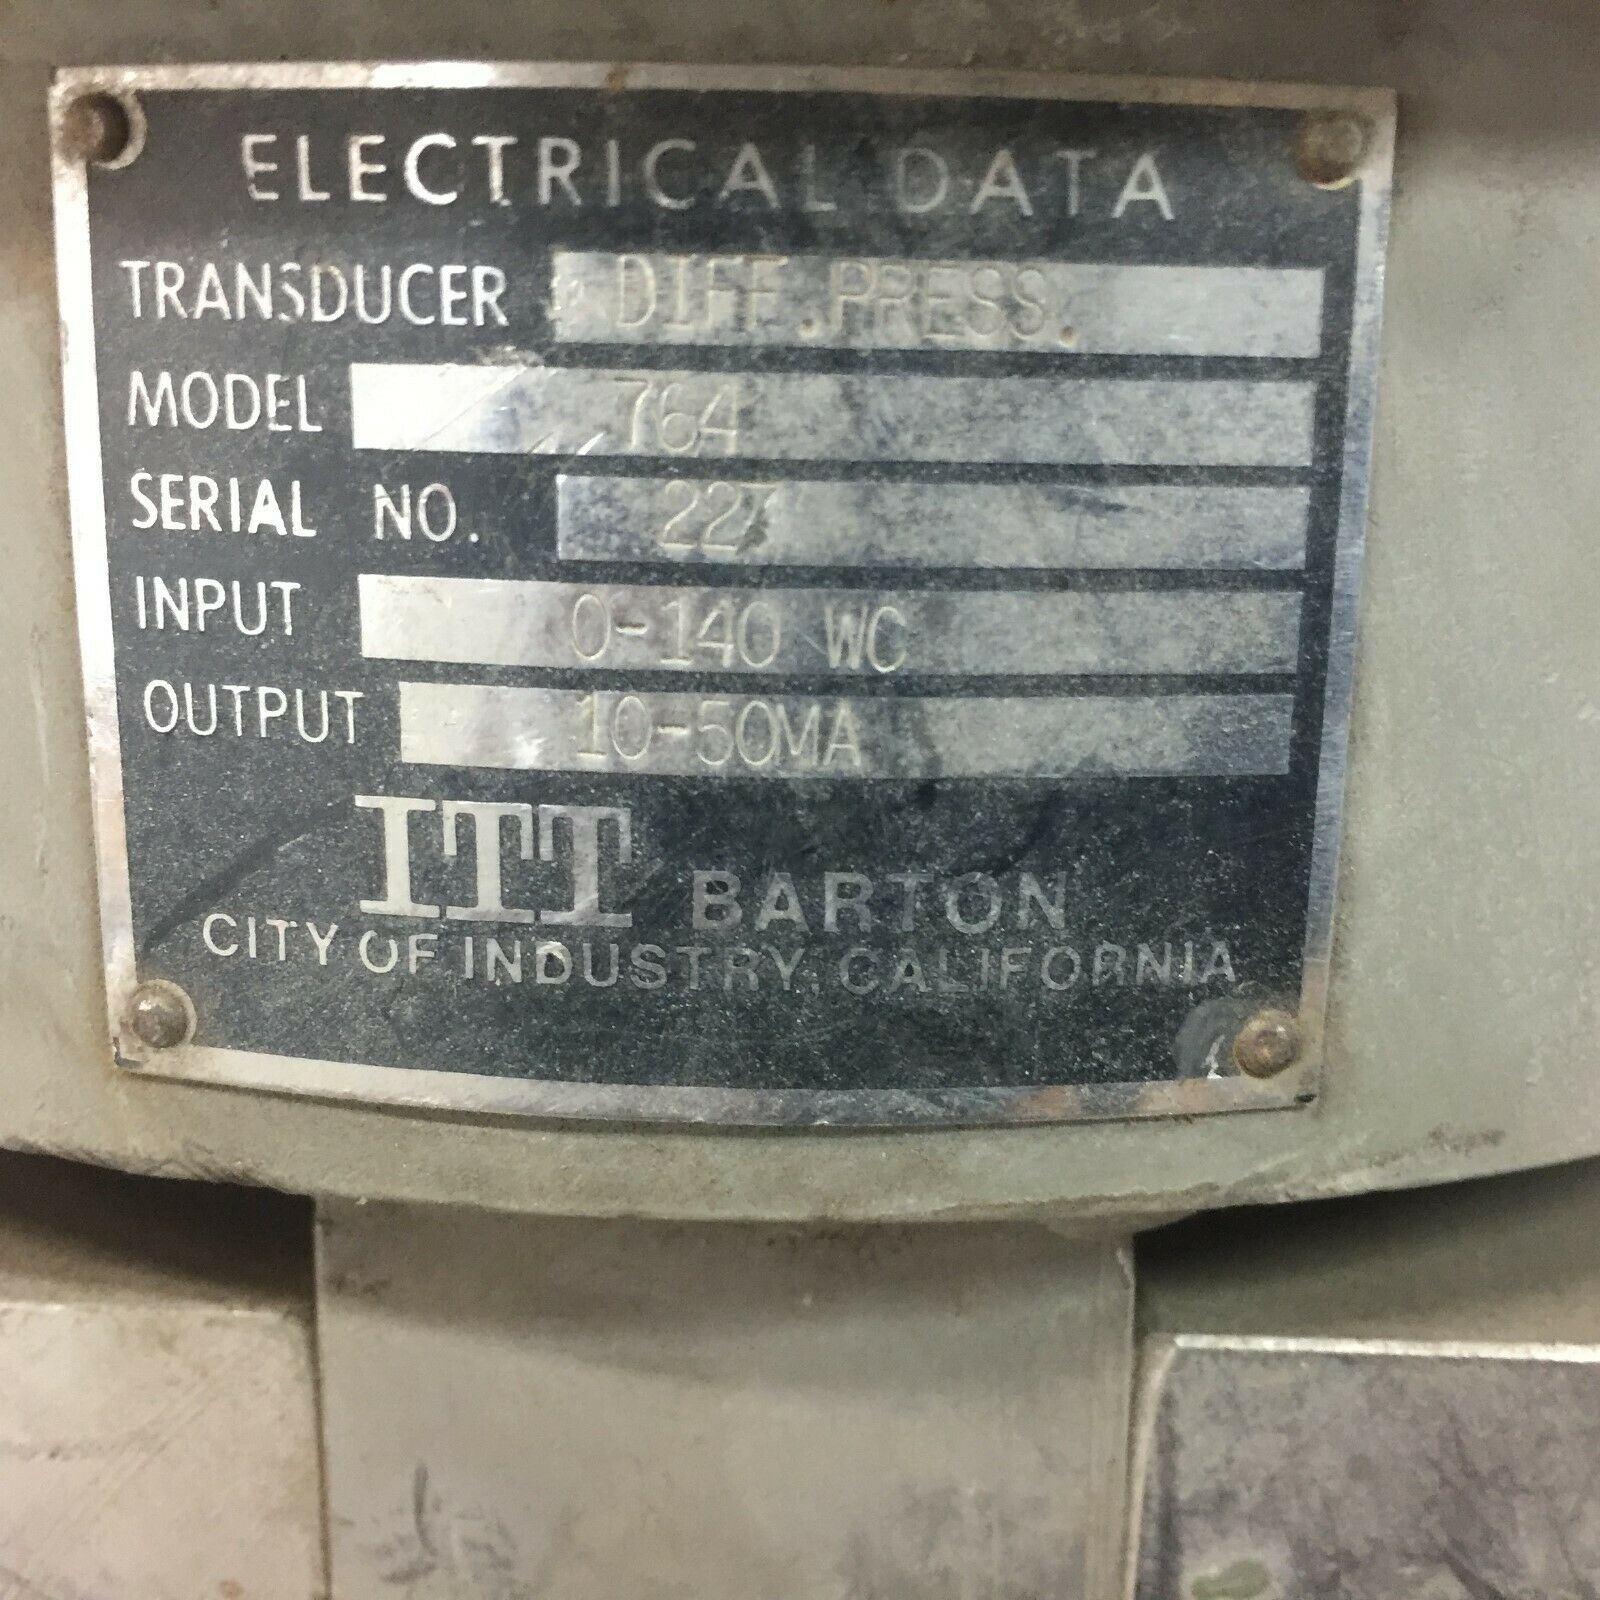 ELECTRICAL DATA
TRANSDUCER DIFF.PRESS.
MODEL 764
SERIAL NO. 227
INPUT 0-140 WC
OUTPUT 10-50MA
ITT BARTON
CITY OF INDUSTRY, CALIFORNIA